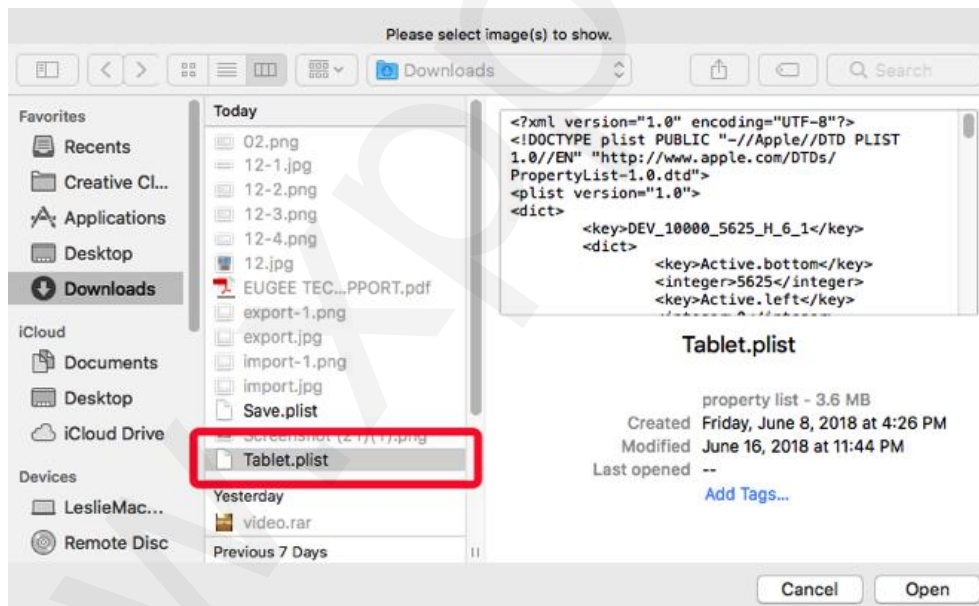 Please select image(s) to show.
Downloads
Search
Favorites
Recents
Creative Cl...
Applications
Desktop
Downloads
iCloud
Documents
Desktop
iCloud Drive
Devices
LeslieMac...
Remote Disc
Today
02.png
12-1.jpg
12-2.png
12-3.png
12-4.png
12.jpg
EUGEE TEC...PPORT.pdf
export-1.png
export.jpg
import-1.png
import.jpg
Save.plist
Screenshot (21)(1).png
Tablet.plist
Yesterday
video.rar
Previous 7 Days
<?xml version="1.0" encoding="UTF-8"?>
<!DOCTYPE plist PUBLIC "-//Apple//DTD PLIST
1.0//EN" "http://www.apple.com/DTDs/
PropertyList-1.0.dtd">
<plist version="1.0">
<dict>
<key>DEV_10000_5625_H_6_1</key>
<dict>
<key>Active.bottom</key>
<integer>5625</integer>
<key>Active.left</key>
Tablet.plist
property list - 3.6 MB
Created Friday, June 8, 2018 at 4:26 PM
Modified June 16, 2018 at 11:44 PM
Last opened --
Add Tags...
Cancel
Open